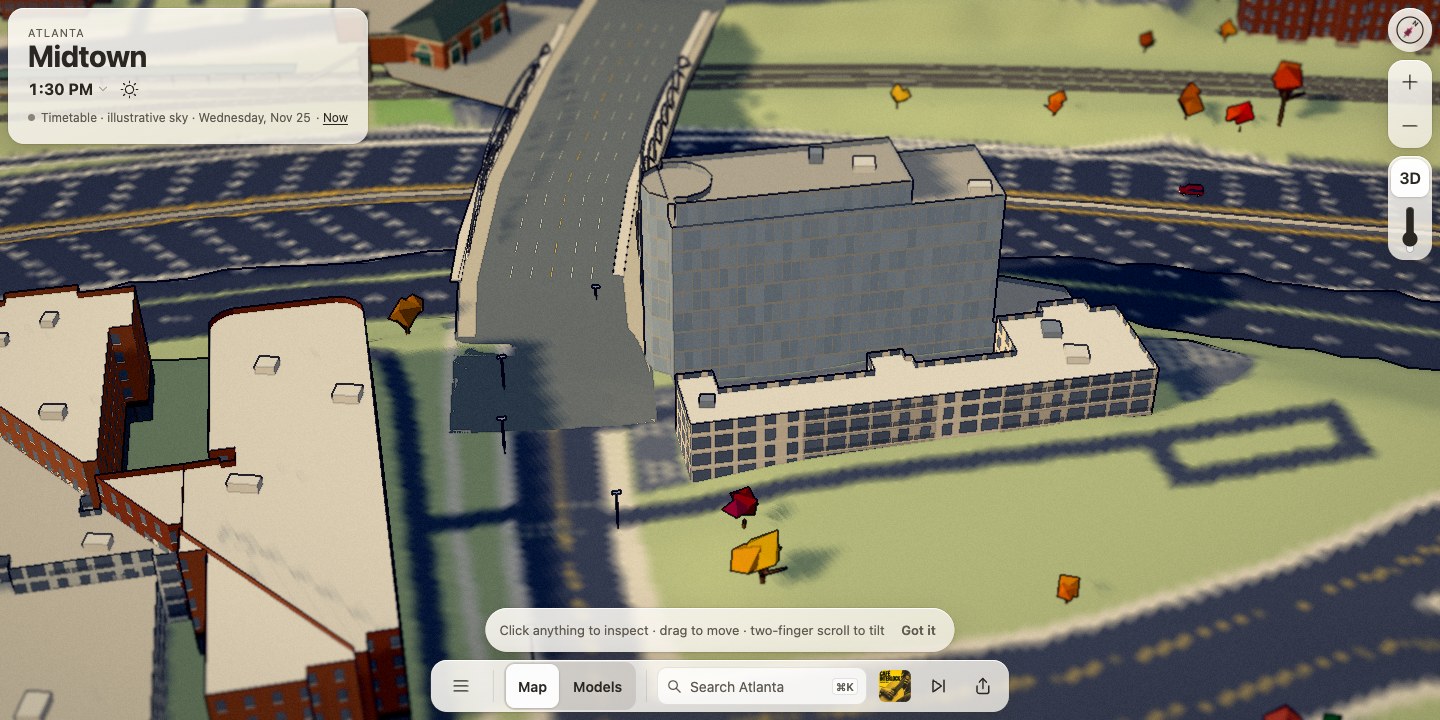 ATLANTA
Midtown
1:30 PM
Timetable · illustrative sky · Wednesday, Nov 25 · Now
N
3D
Click anything to inspect · drag to move · two-finger scroll to tilt Got it
Map Models Search Atlanta ⌘K